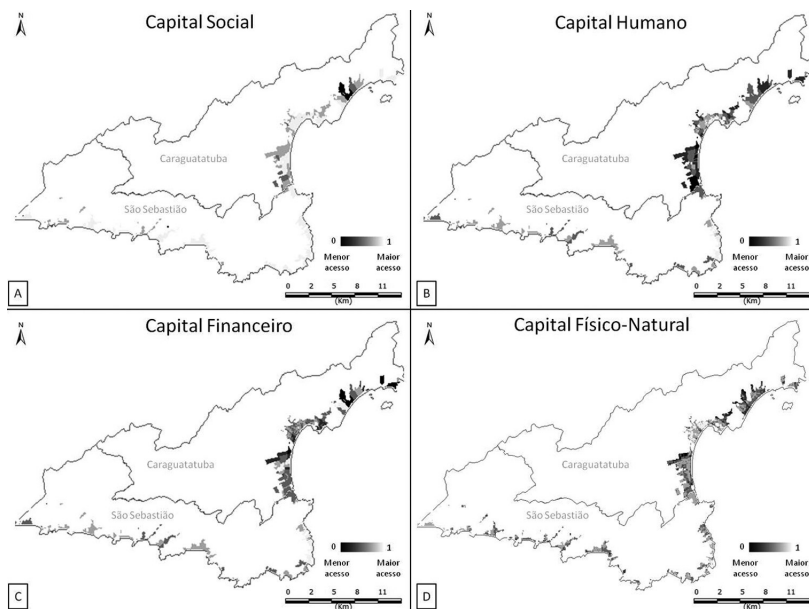 Capital Social
N
Caraguatatuba
São Sebastião
0 1
Menor acesso
Maior acesso
0 2 5 8 11
(Km)
A
Capital Humano
N
Caraguatatuba
São Sebastião
0 1
Menor acesso
Maior acesso
0 2 5 8 11
(Km)
B
Capital Financeiro
N
Caraguatatuba
São Sebastião
0 1
Menor acesso
Maior acesso
0 2 5 8 11
(Km)
C
Capital Físico-Natural
N
Caraguatatuba
São Sebastião
0 1
Menor acesso
Maior acesso
0 2 5 8 11
(Km)
D